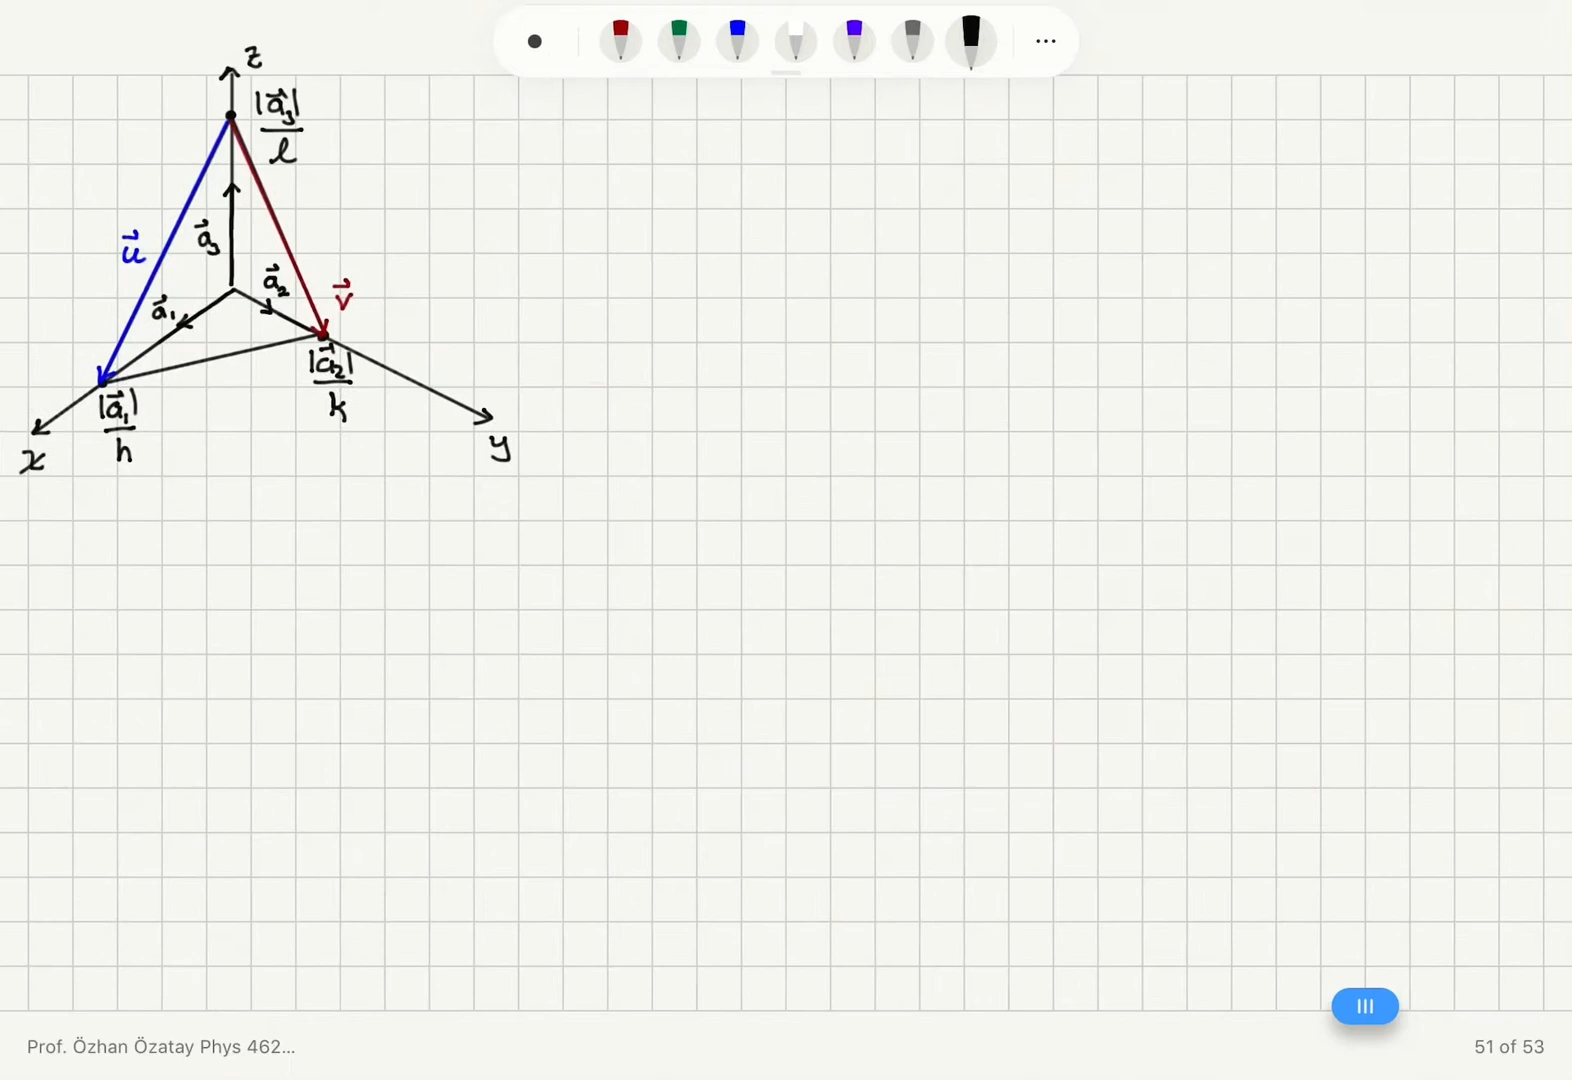 z
|a⃗₃|
l
u⃗
a⃗₃
a⃗₂
v⃗
a⃗₁
|a⃗₂|
k
|a⃗₁|
h
x
y
Prof. Özhan Özatay Phys 462...
51 of 53